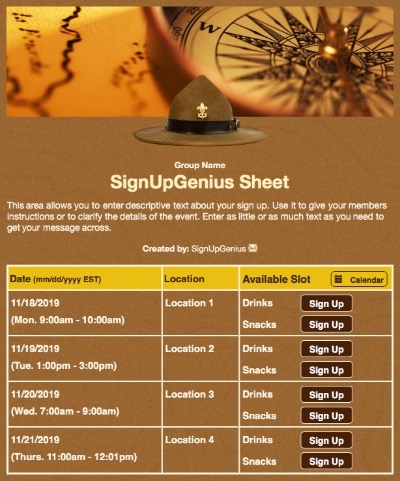 Group Name
SignUpGenius Sheet
This area allows you to enter descriptive text about your sign up. Use it to give your members
instructions or to clarify the details of the event. Enter as little or as much text as you need to
get your message across.
Created by: SignUpGenius
Date (mm/dd/yyyy EST) Location Available Slot Calendar
11/18/2019 Location 1 Drinks Sign Up
(Mon. 9:00am - 10:00am) Snacks Sign Up
11/19/2019 Location 2 Drinks Sign Up
(Tue. 1:00pm - 3:00pm) Snacks Sign Up
11/20/2019 Location 3 Drinks Sign Up
(Wed. 7:00am - 9:00am) Snacks Sign Up
11/21/2019 Location 4 Drinks Sign Up
(Thurs. 11:00am - 12:01pm) Snacks Sign Up